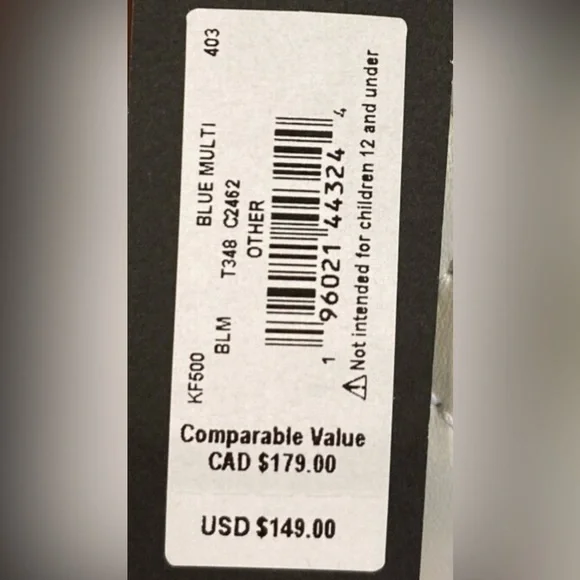 KF500 BLUE MULTI 403
BLM T348 C2462
OTHER
1 96021 44324 4
⚠Not intended for children 12 and under
Comparable Value
CAD $179.00
USD $149.00